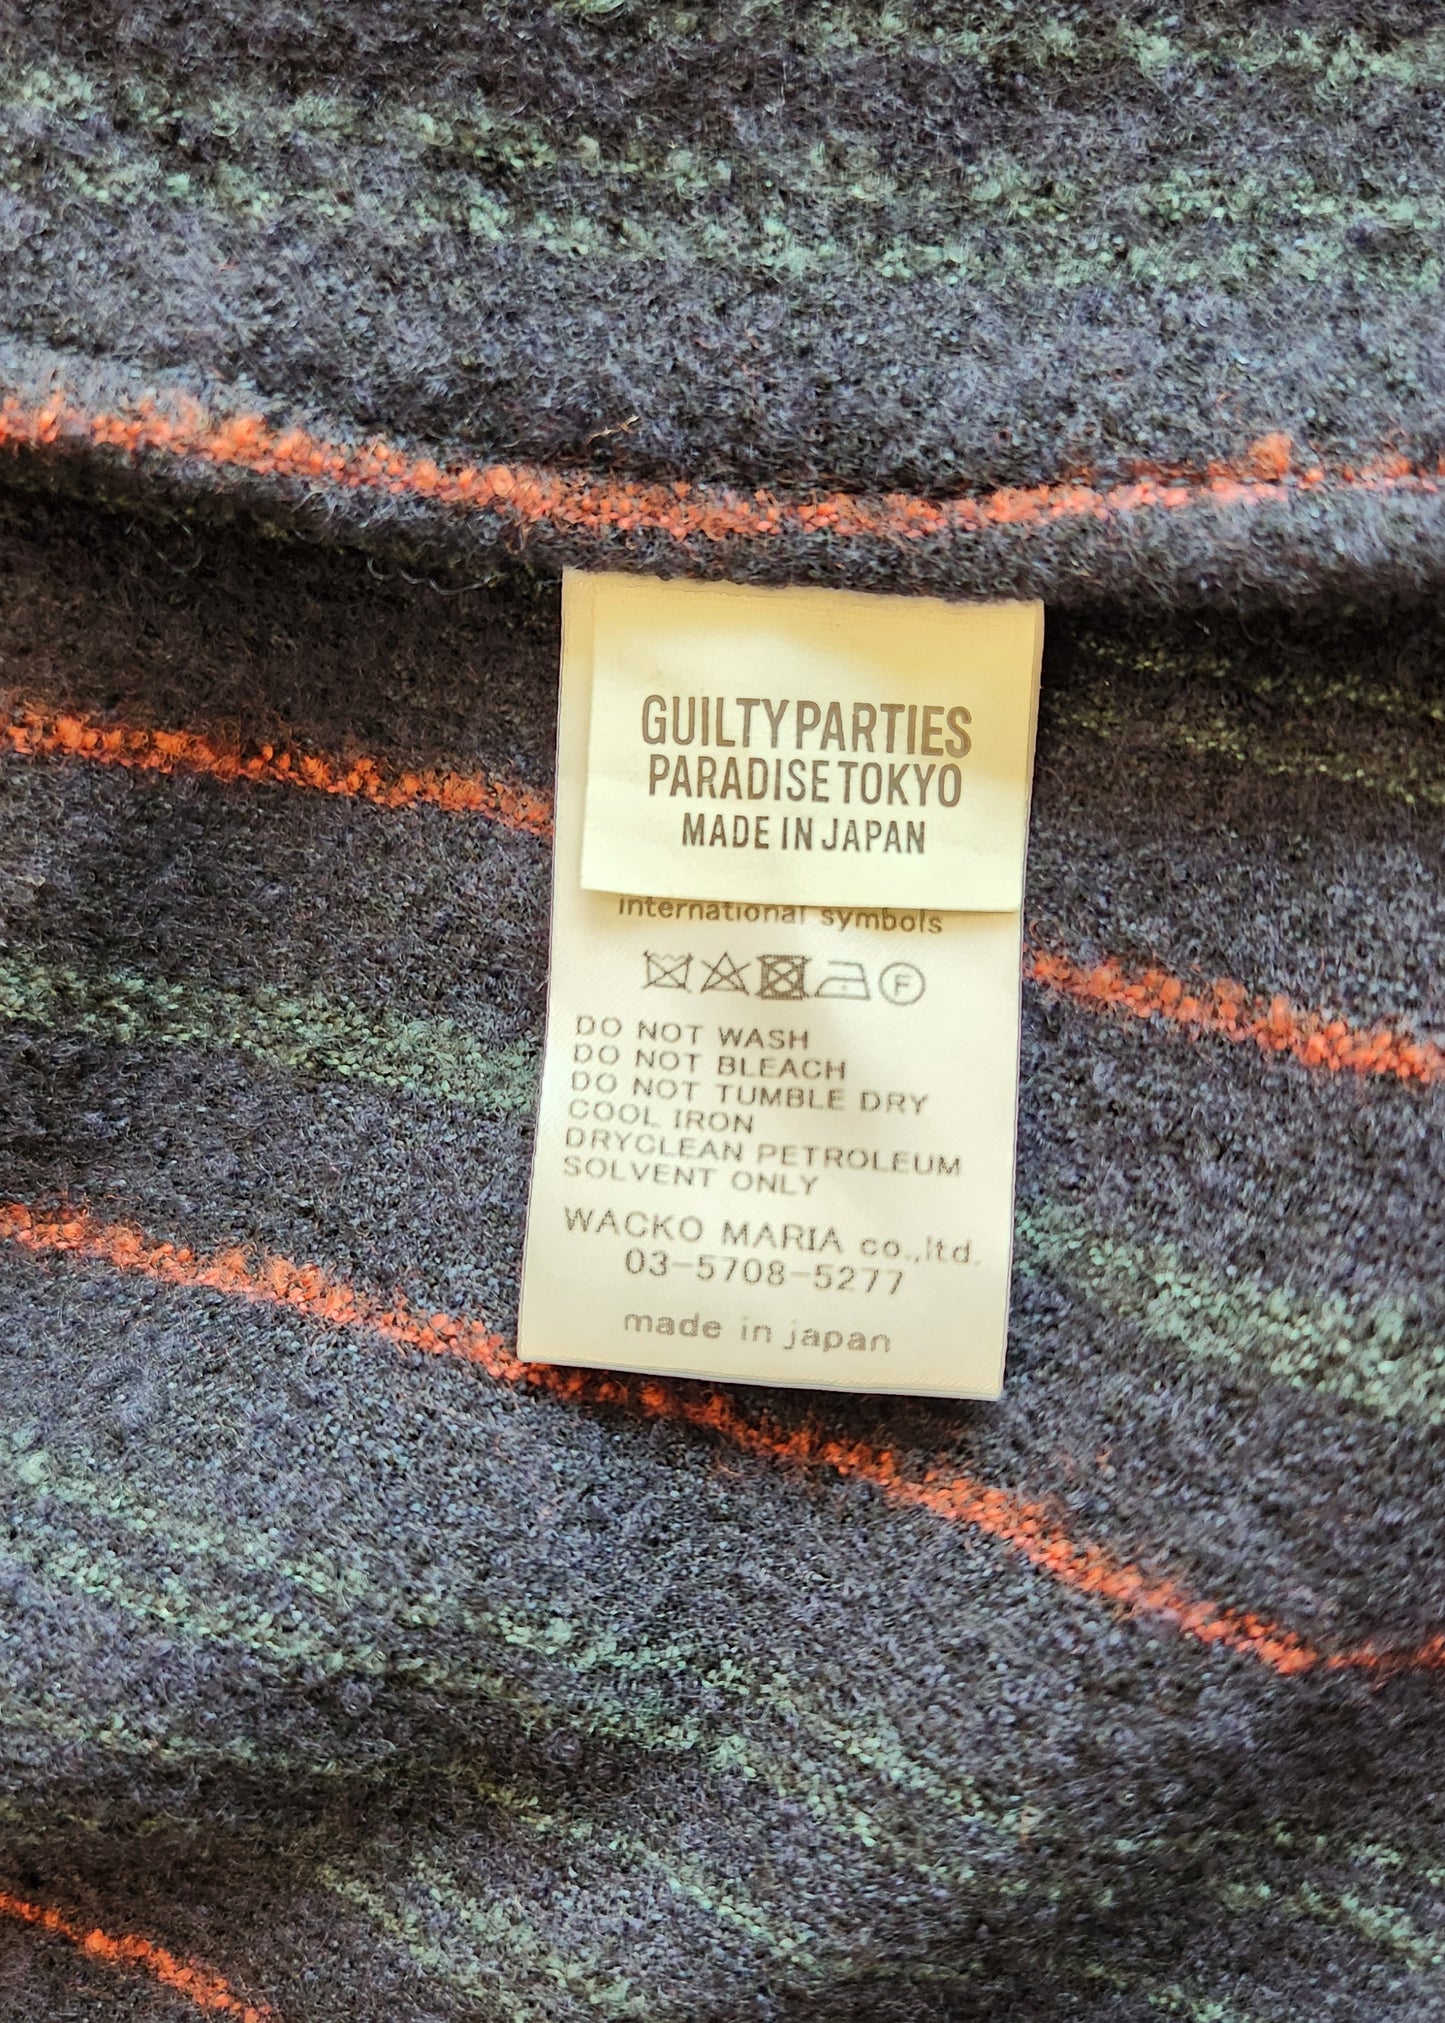 GUILTY PARTIES
PARADISE TOKYO
MADE IN JAPAN
international symbols
F
DO NOT WASH
DO NOT BLEACH
DO NOT TUMBLE DRY
COOL IRON
DRYCLEAN PETROLEUM
SOLVENT ONLY
WACKO MARIA co.,ltd.
03-5708-5277
made in japan